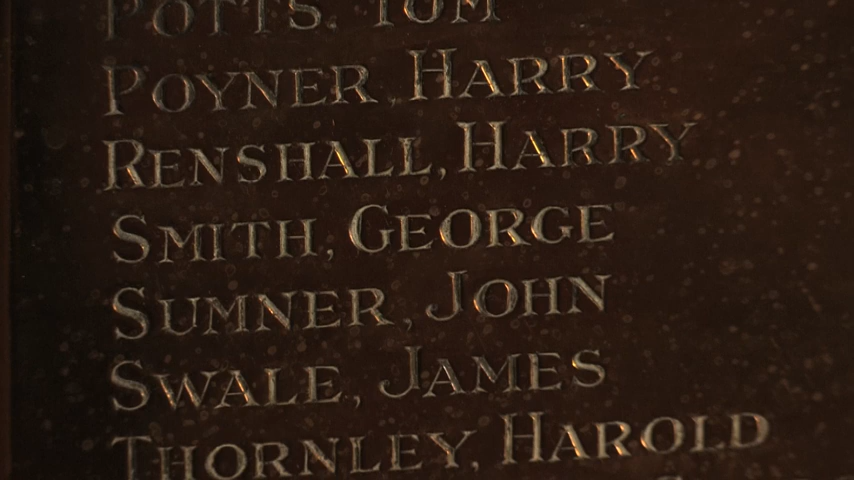 POTTS. TOM
POYNER, HARRY
RENSHALL, HARRY
SMITH, GEORGE
SUMNER, JOHN
SWALE, JAMES
THORNLEY, HAROLD